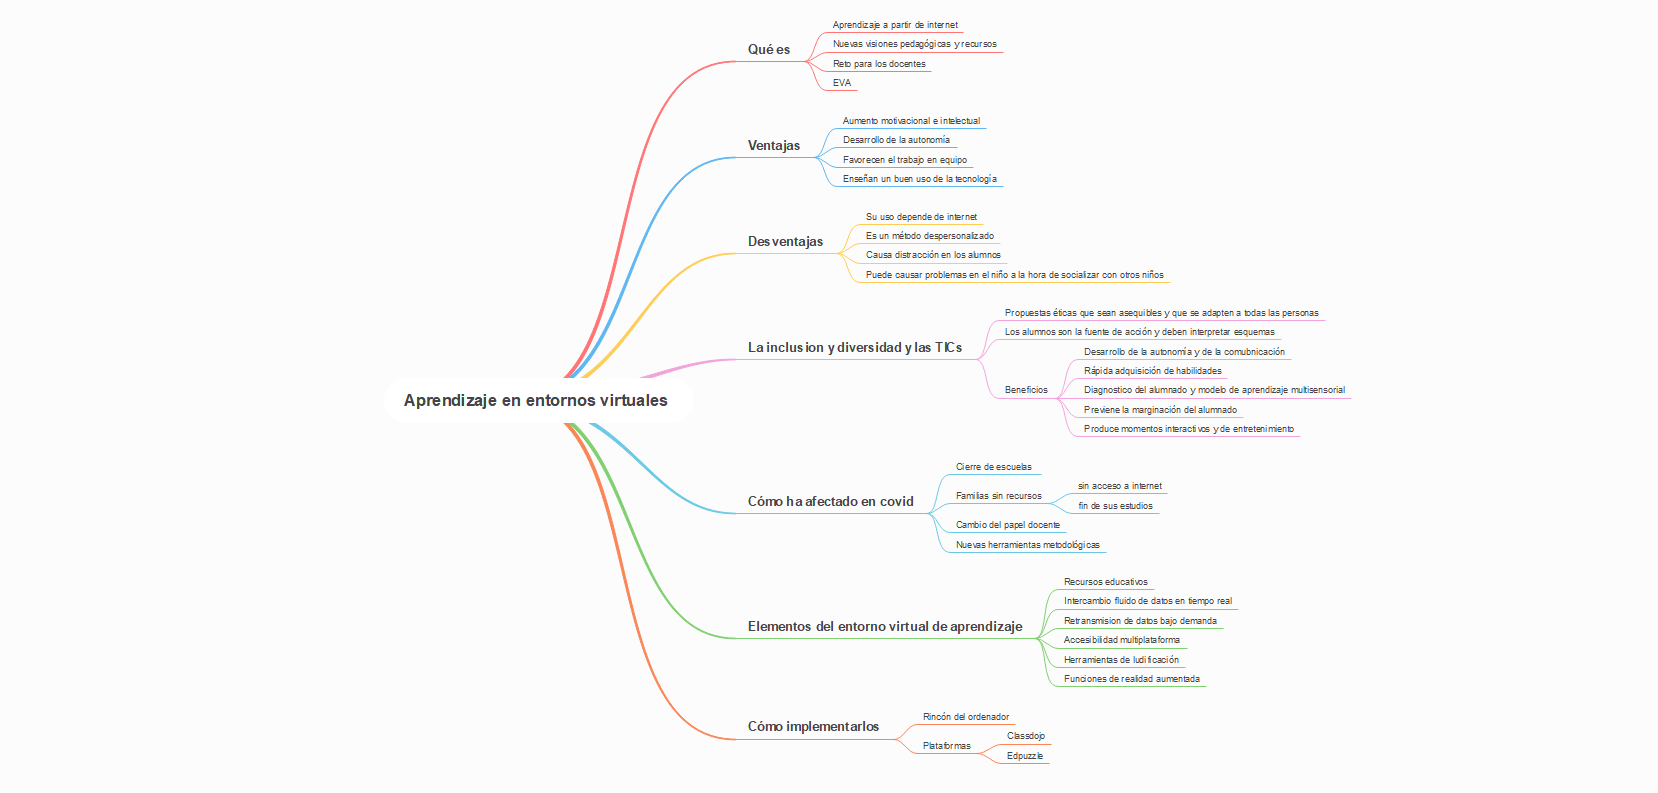 Aprendizaje en entornos virtuales
Qué es
Aprendizaje a partir de internet
Nuevas visiones pedagógicas y recursos
Reto para los docentes
EVA
Ventajas
Aumento motivacional e intelectual
Desarrollo de la autonomía
Favorecen el trabajo en equipo
Enseñan un buen uso de la tecnología
Desventajas
Su uso depende de internet
Es un método despersonalizado
Causa distracción en los alumnos
Puede causar problemas en el niño a la hora de socializar con otros niños
La inclusion y diversidad y las TICs
Propuestas éticas que sean asequibles y que se adapten a todas las personas
Los alumnos son la fuente de acción y deben interpretar esquemas
Beneficios
Desarrollo de la autonomía y de la comubnicación
Rápida adquisición de habilidades
Diagnostico del alumnado y modelo de aprendizaje multisensorial
Previene la marginación del alumnado
Produce momentos interactivos y de entretenimiento
Cómo ha afectado en covid
Cierre de escuelas
Familias sin recursos
sin acceso a internet
fin de sus estudios
Cambio del papel docente
Nuevas herramientas metodológicas
Elementos del entorno virtual de aprendizaje
Recursos educativos
Intercambio fluido de datos en tiempo real
Retransmision de datos bajo demanda
Accesibilidad multiplataforma
Herramientas de ludificación
Funciones de realidad aumentada
Cómo implementarlos
Rincón del ordenador
Plataformas
Classdojo
Edpuzzle